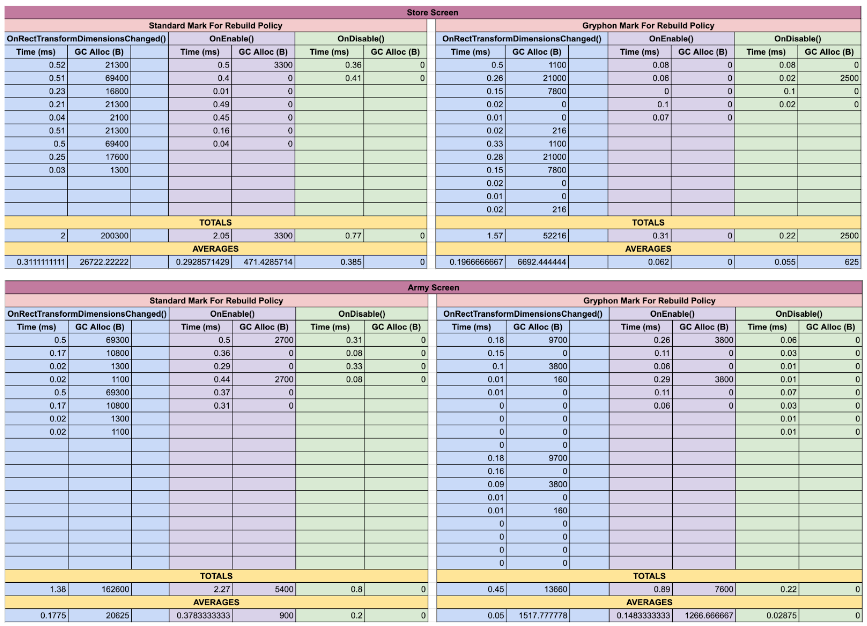 Store Screen
Standard Mark For Rebuild Policy Gryphon Mark For Rebuild Policy
OnRectTransformDimensionsChanged() OnEnable() OnDisable() OnRectTransformDimensionsChanged() OnEnable() OnDisable()
Time (ms) GC Alloc (B) Time (ms) GC Alloc (B) Time (ms) GC Alloc (B) Time (ms) GC Alloc (B) Time (ms) GC Alloc (B) Time (ms) GC Alloc (B)
0.52 21300 0.5 3300 0.36 0 0.5 1100 0.08 0 0.08 0
0.51 69400 0.4 0 0.41 0 0.26 21000 0.06 0 0.02 2500
0.23 16800 0.01 0 0.15 7800 0 0 0.1 0
0.21 21300 0.49 0 0.02 0 0.1 0 0.02 0
0.04 2100 0.45 0 0.01 0 0.07 0
0.51 21300 0.16 0 0.02 216
0.5 69400 0.04 0 0.33 1100
0.25 17600 0.28 21000
0.03 1300 0.15 7800
0.02 0
0.01 0
0.02 216
TOTALS TOTALS
2 200300 2.05 3300 0.77 0 1.57 52216 0.31 0 0.22 2500
AVERAGES AVERAGES
0.3111111111 26722.22222 0.2928571429 471.4285714 0.385 0 0.1966666667 6692.444444 0.062 0 0.055 625
Army Screen
Standard Mark For Rebuild Policy Gryphon Mark For Rebuild Policy
OnRectTransformDimensionsChanged() OnEnable() OnDisable() OnRectTransformDimensionsChanged() OnEnable() OnDisable()
Time (ms) GC Alloc (B) Time (ms) GC Alloc (B) Time (ms) GC Alloc (B) Time (ms) GC Alloc (B) Time (ms) GC Alloc (B) Time (ms) GC Alloc (B)
0.5 69300 0.5 2700 0.31 0 0.18 9700 0.26 3800 0.06 0
0.17 10800 0.36 0 0.08 0 0.15 0 0.11 0 0.03 0
0.02 1300 0.29 0 0.33 0 0.1 3800 0.06 0 0.01 0
0.02 1100 0.44 2700 0.08 0 0.01 160 0.29 3800 0.01 0
0.5 69300 0.37 0 0.01 0 0.11 0 0.07 0
0.17 10800 0.31 0 0 0 0.06 0 0.03 0
0.02 1300 0 0 0.01 0
0.02 1100 0 0 0.01 0
0 0
0.18 9700
0.16 0
0.09 3800
0.01 0
0.01 160
0 0
0 0
0 0
0 0
TOTALS TOTALS
1.36 162600 2.27 5400 0.8 0 0.45 13660 0.89 7600 0.22 0
AVERAGES AVERAGES
0.1775 20625 0.3783333333 900 0.2 0 0.05 1517.777778 0.1483333333 1266.666667 0.02875 0